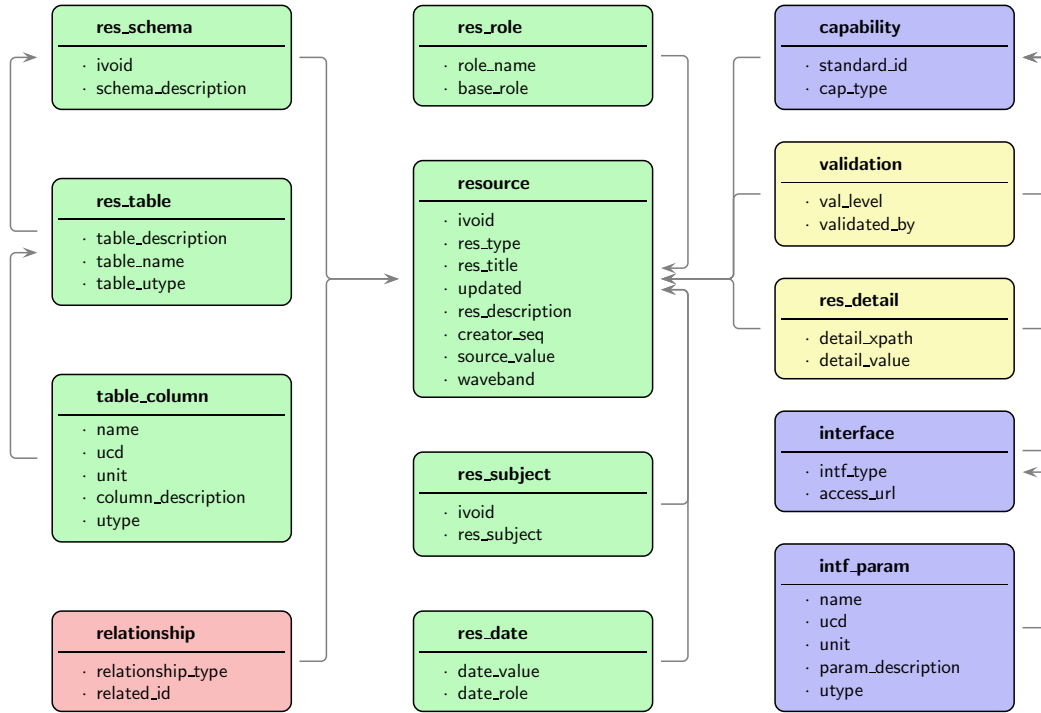 res_schema
· ivoid
· schema_description
res_table
· table_description
· table_name
· table_utype
table_column
· name
· ucd
· unit
· column_description
· utype
relationship
· relationship_type
· related_id
res_role
· role_name
· base_role
resource
· ivoid
· res_type
· res_title
· updated
· res_description
· creator_seq
· source_value
· waveband
res_subject
· ivoid
· res_subject
res_date
· date_value
· date_role
capability
· standard_id
· cap_type
validation
· val_level
· validated_by
res_detail
· detail_xpath
· detail_value
interface
· intf_type
· access_url
intf_param
· name
· ucd
· unit
· param_description
· utype